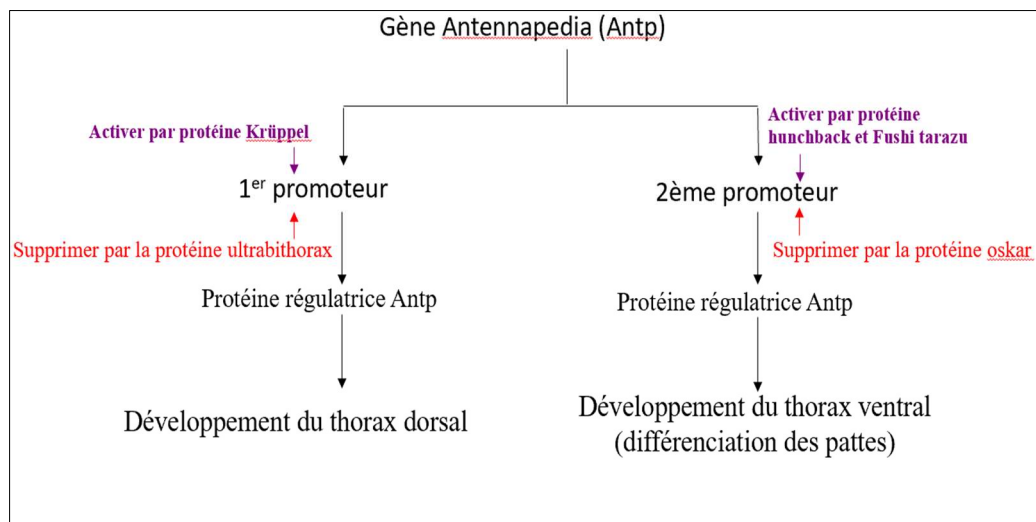 Gène Antennapedia (Antp)
Activer par protéine Krüppel
Activer par protéine
hunchback et Fushi tarazu
1er promoteur
2ème promoteur
Supprimer par la protéine ultrabithorax
Supprimer par la protéine oskar
Protéine régulatrice Antp
Protéine régulatrice Antp
Développement du thorax dorsal
Développement du thorax ventral
(différenciation des pattes)